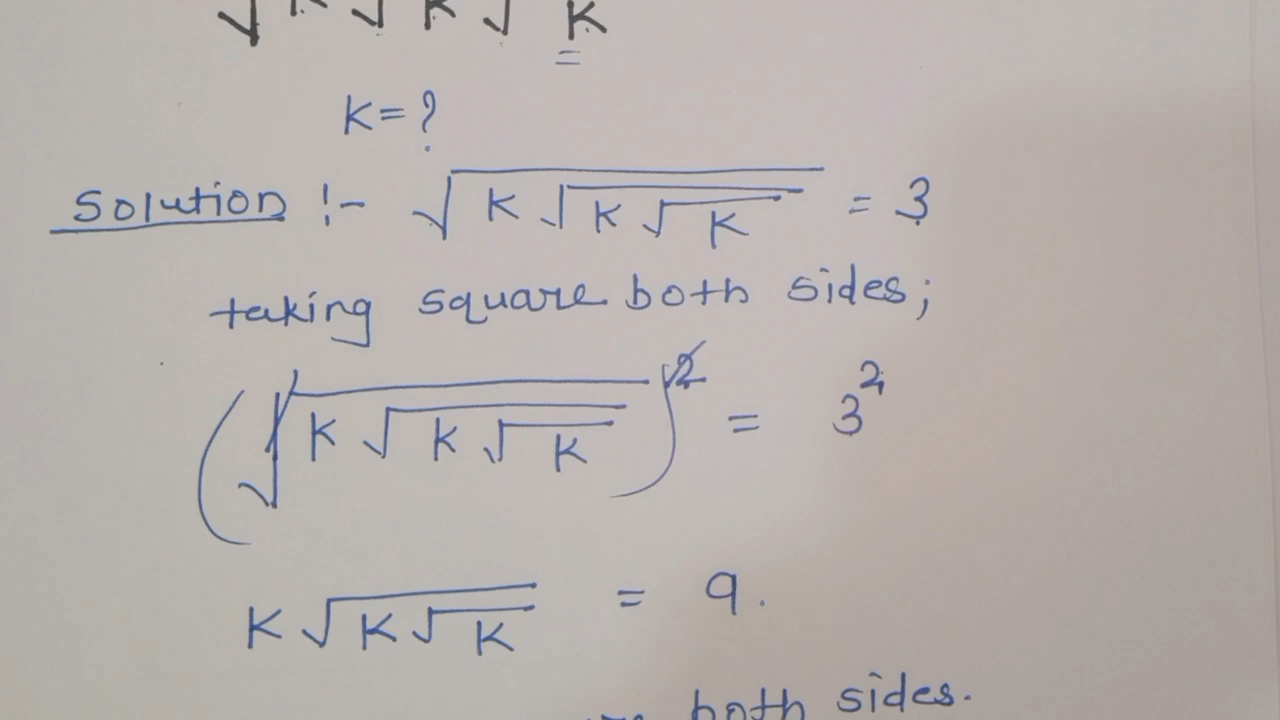 √K√K√K
=
K = ?
Solution :- √K√K√K = 3
taking square both sides;
(√K√K√K)² = 3²
K√K√K = 9.
both sides.